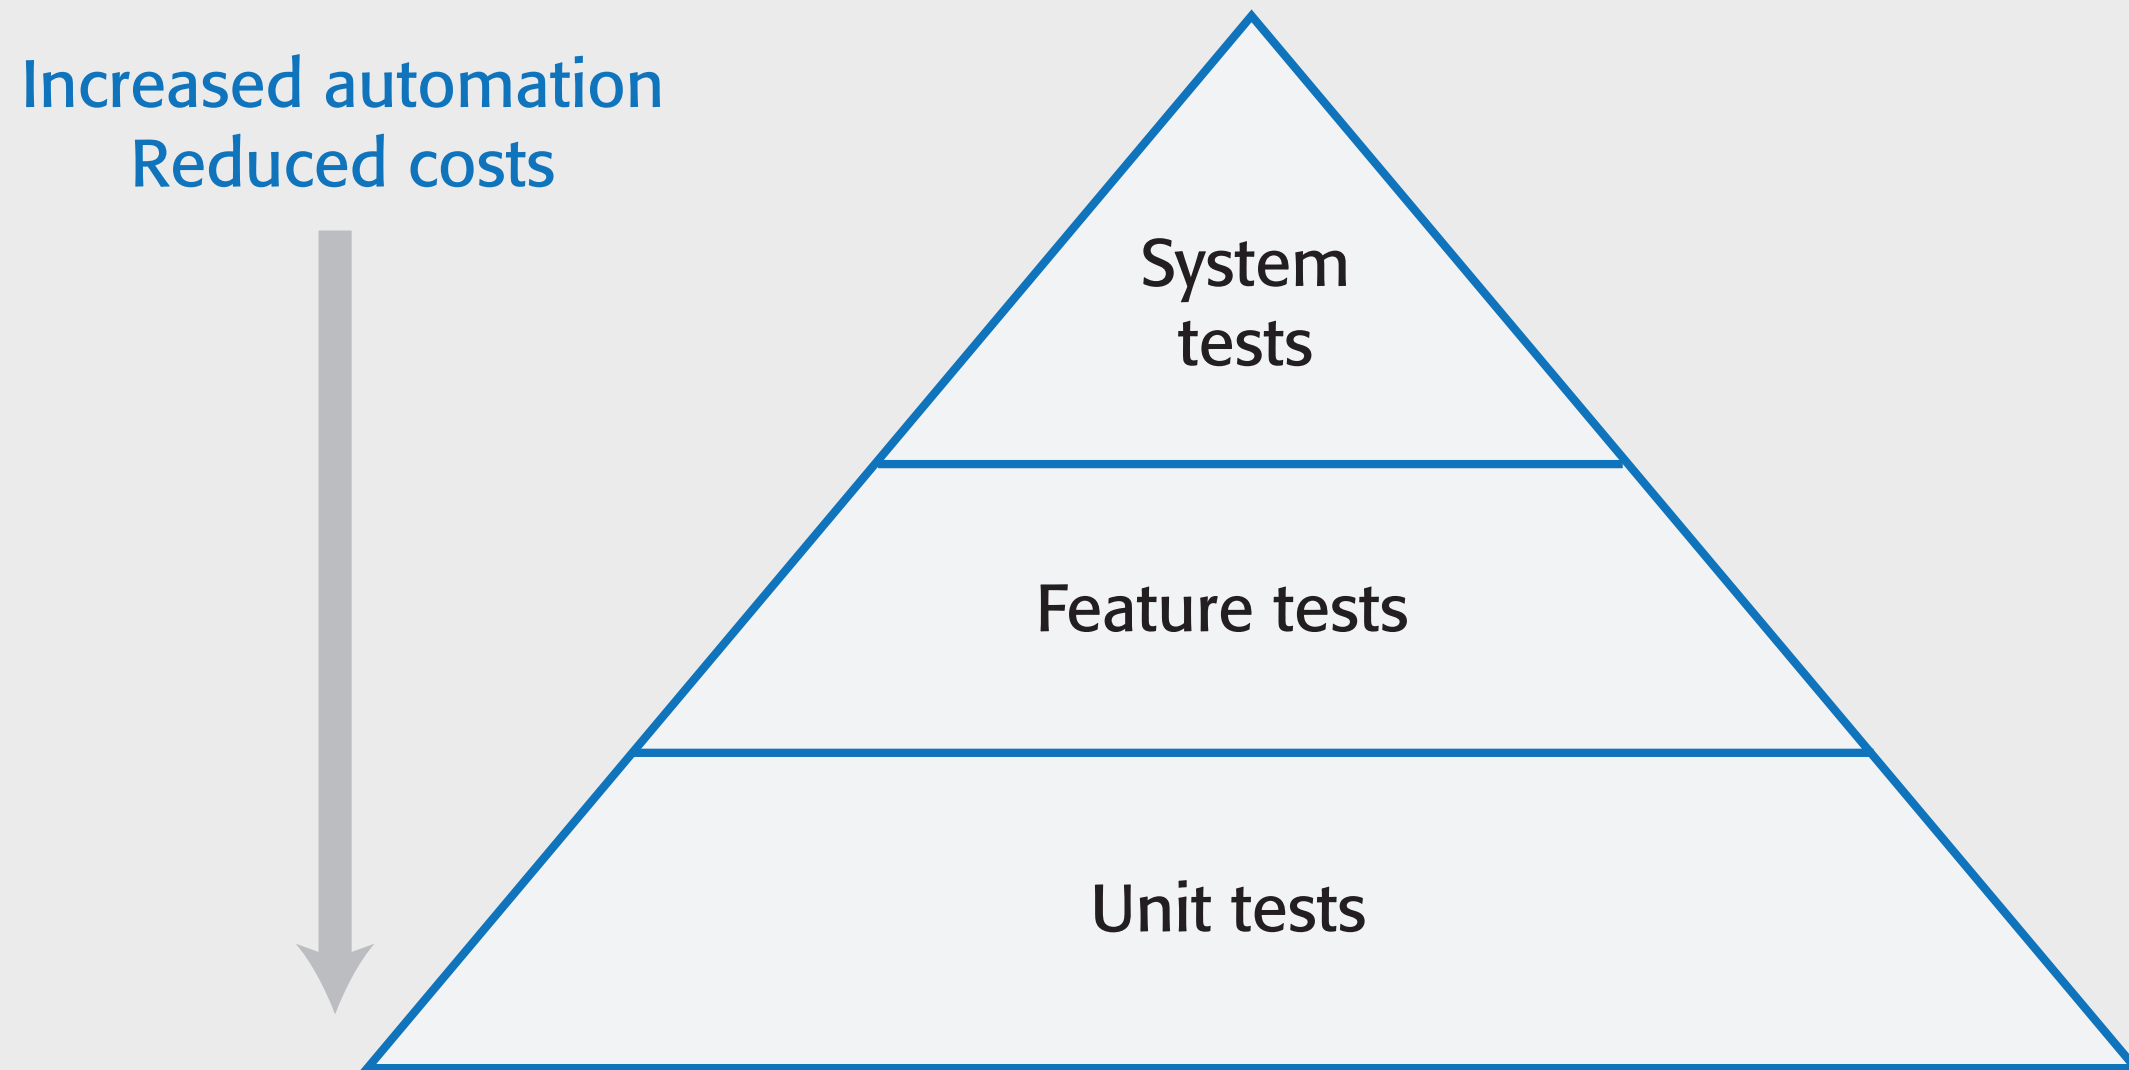 Increased automation
Reduced costs
System
tests
Feature tests
Unit tests